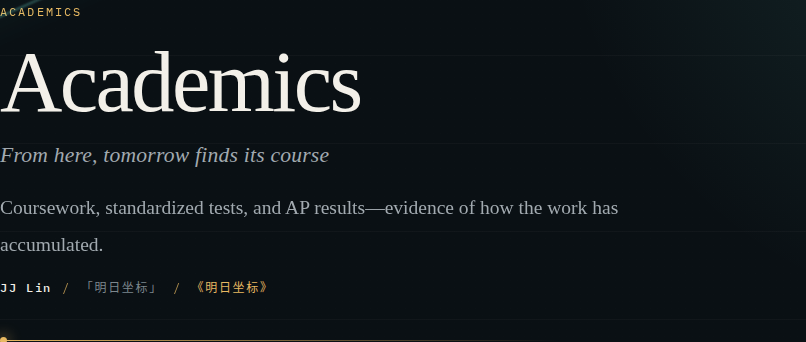 ACADEMICS
Academics
From here, tomorrow finds its course
Coursework, standardized tests, and AP results—evidence of how the work has
accumulated.
JJ Lin / 「明日坐标」 / 《明日坐标》